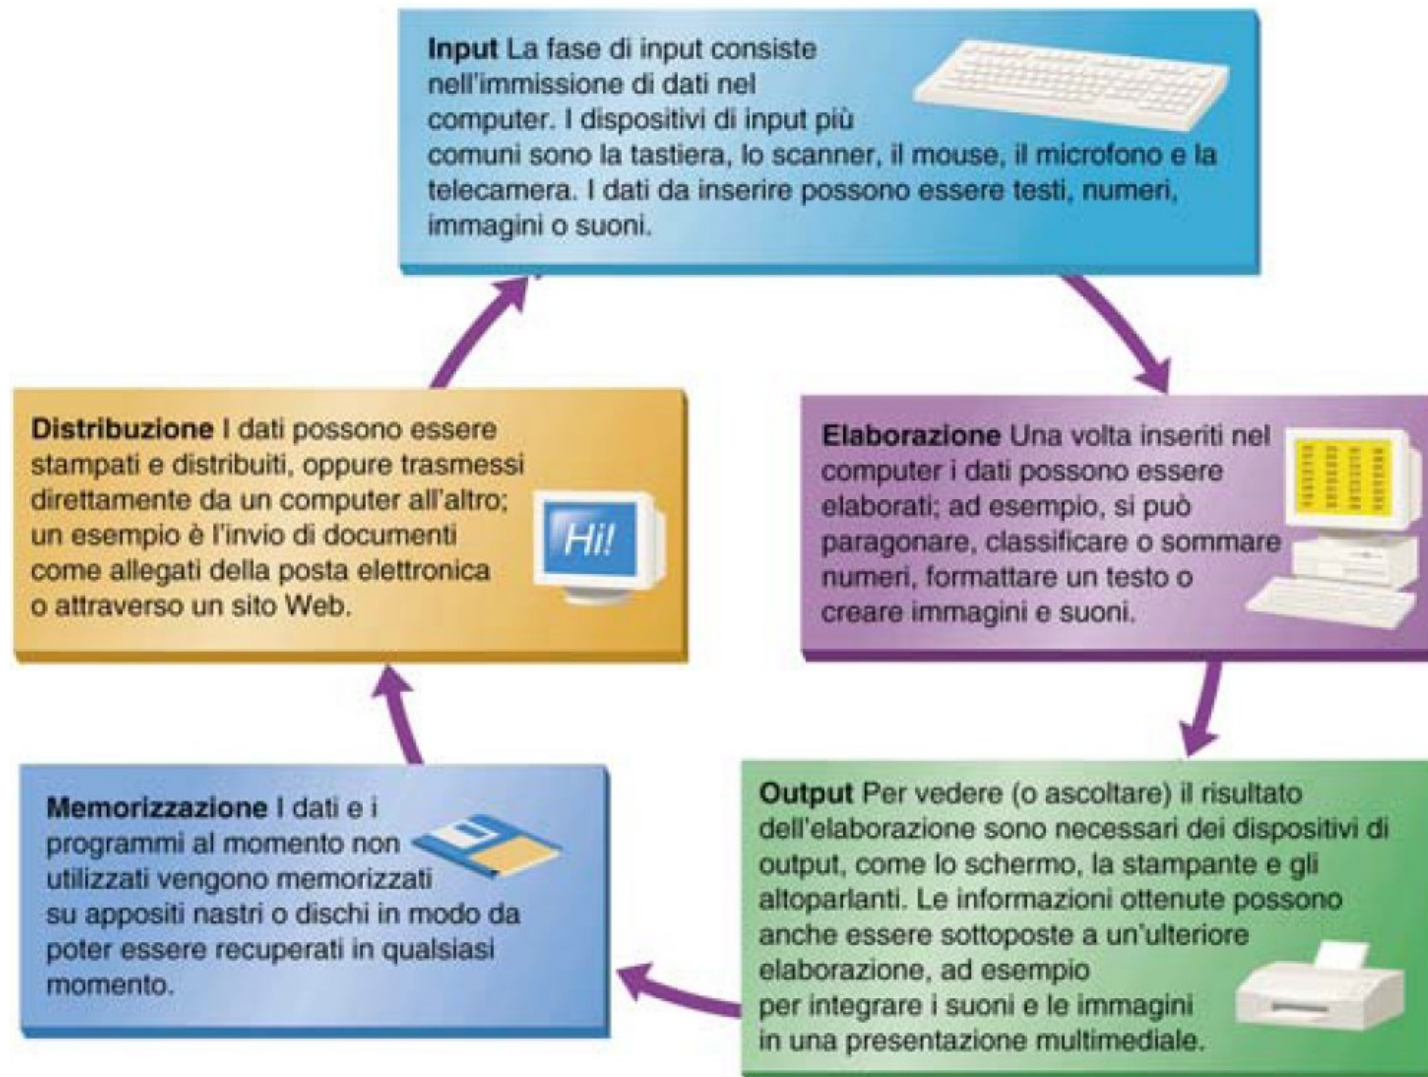 Input La fase di input consiste
nell'immissione di dati nel
computer. I dispositivi di input più
comuni sono la tastiera, lo scanner, il mouse, il microfono e la
telecamera. I dati da inserire possono essere testi, numeri,
immagini o suoni.
Elaborazione Una volta inseriti nel
computer i dati possono essere
elaborati; ad esempio, si può
paragonare, classificare o sommare
numeri, formattare un testo o
creare immagini e suoni.
Output Per vedere (o ascoltare) il risultato
dell'elaborazione sono necessari dei dispositivi di
output, come lo schermo, la stampante e gli
altoparlanti. Le informazioni ottenute possono
anche essere sottoposte a un'ulteriore
elaborazione, ad esempio
per integrare i suoni e le immagini
in una presentazione multimediale.
Memorizzazione I dati e i
programmi al momento non
utilizzati vengono memorizzati
su appositi nastri o dischi in modo da
poter essere recuperati in qualsiasi
momento.
Distribuzione I dati possono essere
stampati e distribuiti, oppure trasmessi
direttamente da un computer all'altro;
un esempio è l'invio di documenti
come allegati della posta elettronica
o attraverso un sito Web.
Hi!